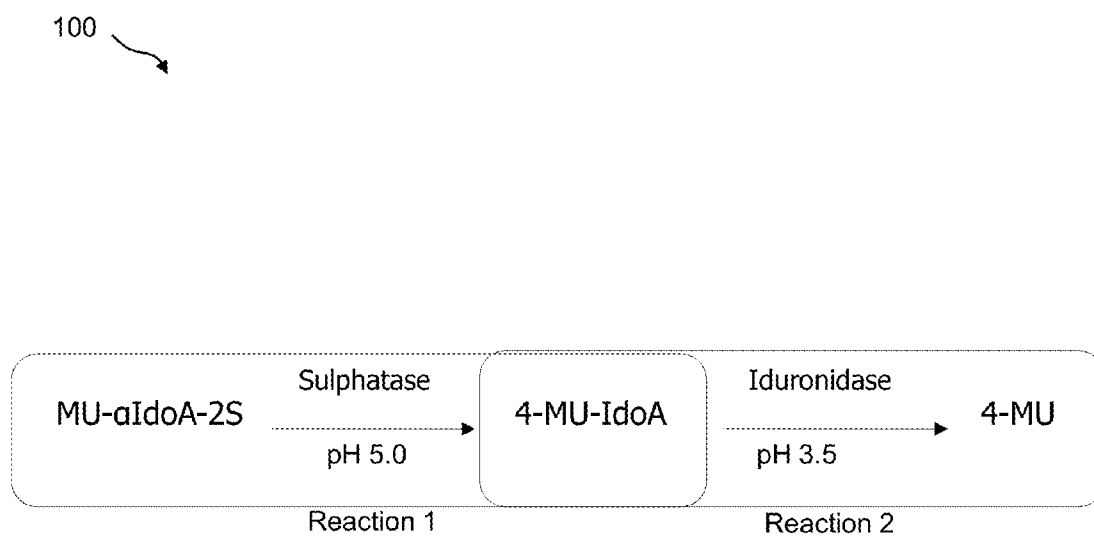 100
Sulphatase
Iduronidase
MU-αIdoA-2S
4-MU-IdoA
4-MU
pH 5.0
pH 3.5
Reaction 1
Reaction 2